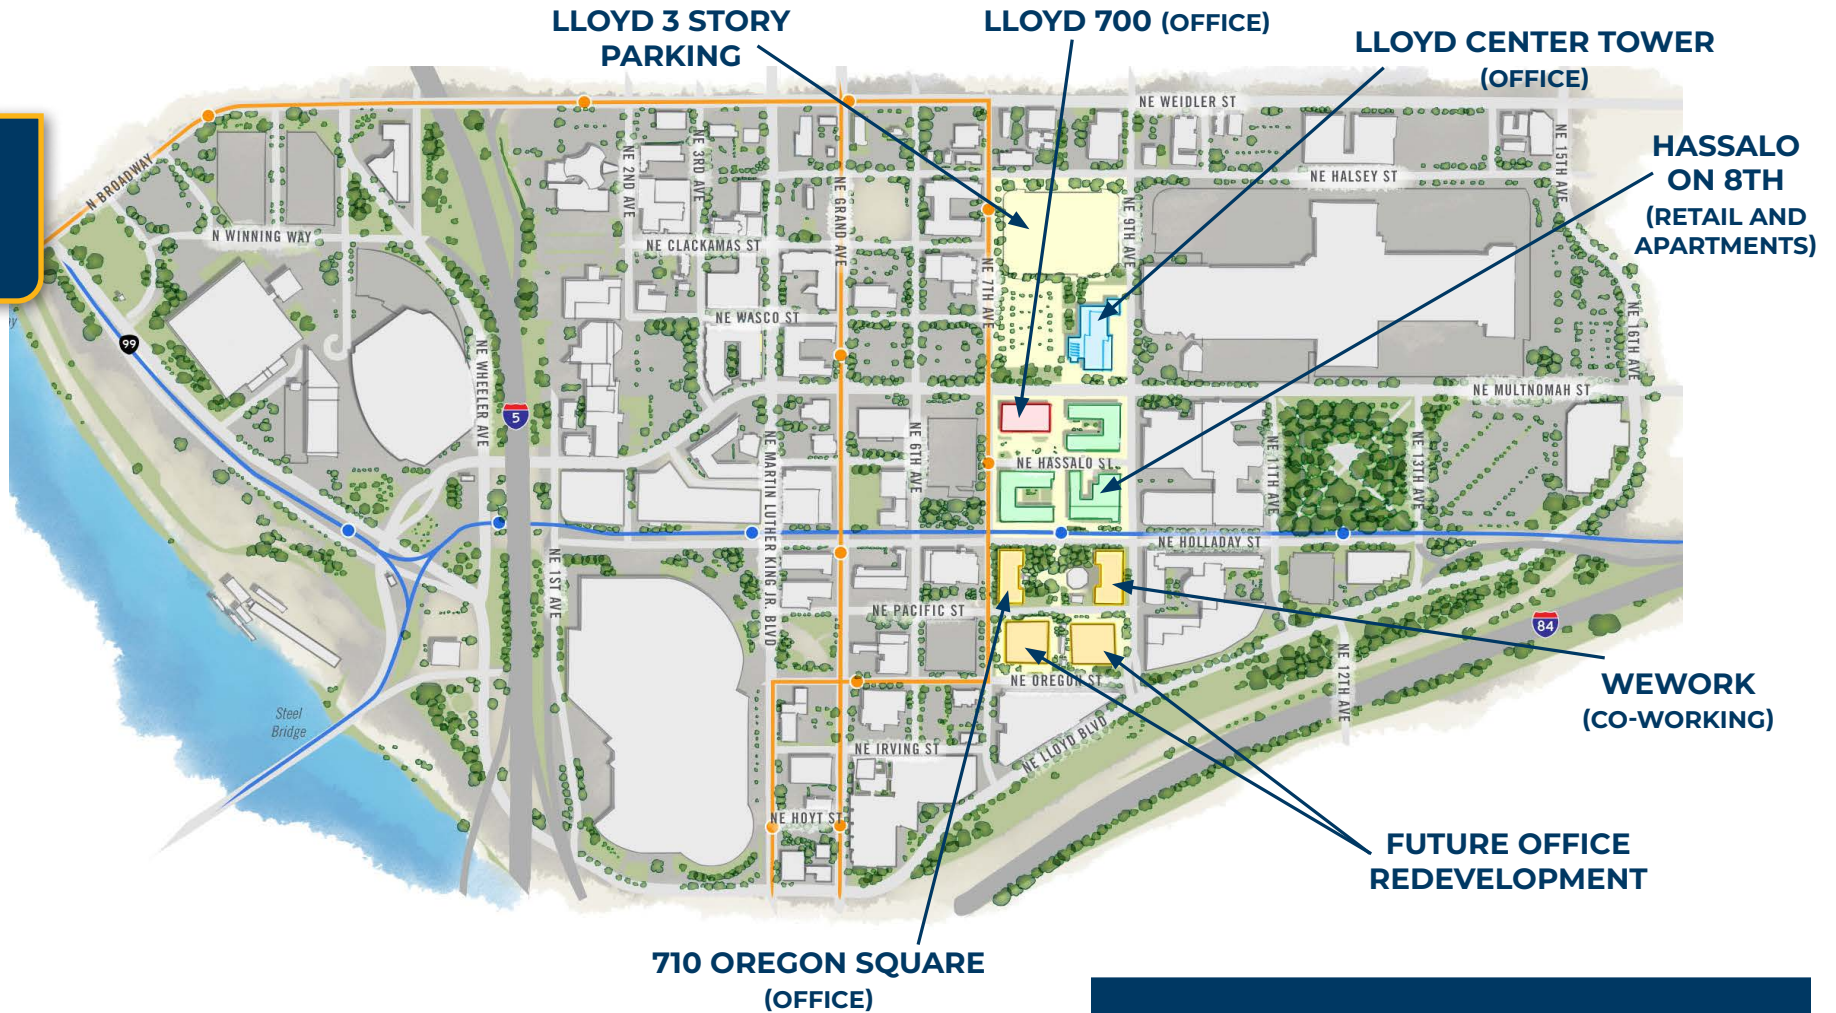 LLOYD 3 STORY
PARKING
LLOYD 700 (OFFICE)
LLOYD CENTER TOWER
(OFFICE)
HASSALO
ON 8TH
(RETAIL AND
APARTMENTS)
NE WEIDLER ST
NE HALSEY ST
N BROADWAY
N WINNING WAY
NE 2ND AVE
NE 3RD AVE
NE GRAND AVE
NE CLACKAMAS ST
NE 7TH AVE
NE 9TH AVE
NE 15TH AVE
NE 16TH AVE
NE WASCO ST
99
NE WHEELER AVE
5
NE MULTNOMAH ST
NE MARTIN LUTHER KING JR. BLVD
NE 6TH AVE
NE HASSALO ST
NE 11TH AVE
NE 13TH AVE
NE HOLLADAY ST
NE 1ST AVE
NE PACIFIC ST
84
NE 12TH AVE
NE OREGON ST
WEWORK
(CO-WORKING)
Steel
Bridge
NE IRVING ST
NE LLOYD BLVD
NE HOYT ST
FUTURE OFFICE
REDEVELOPMENT
710 OREGON SQUARE
(OFFICE)